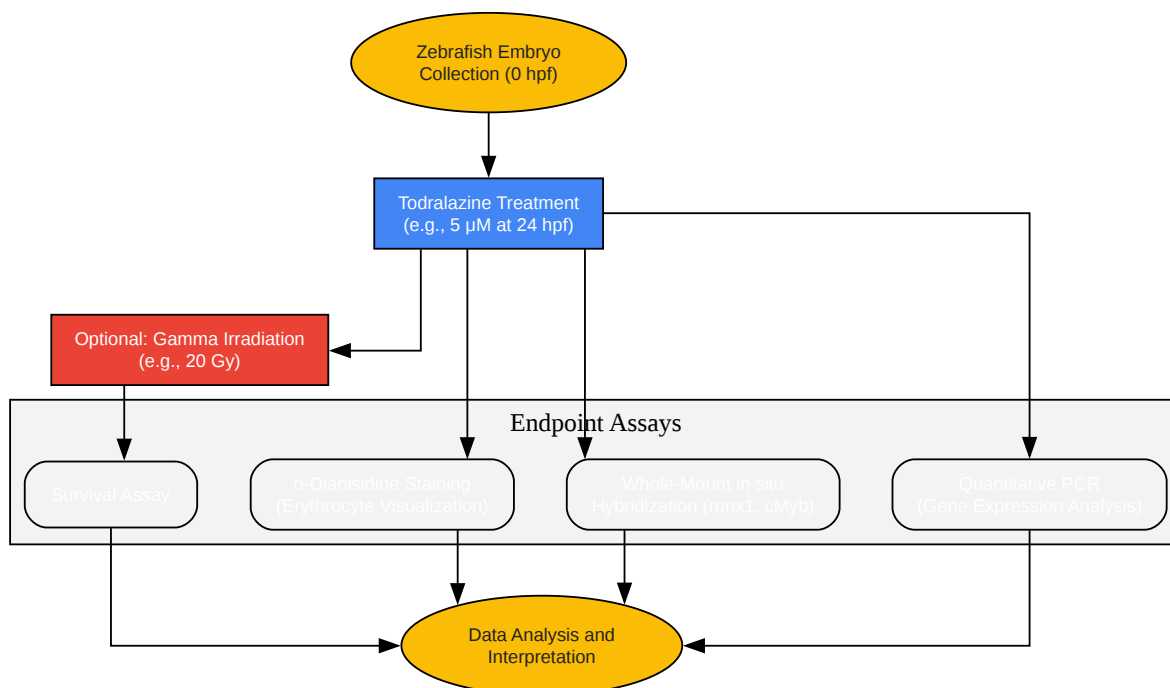 Zebrafish Embryo
Collection (0 hpf)
Todralazine Treatment
(e.g., 5 μM at 24 hpf)
Optional: Gamma Irradiation
(e.g., 20 Gy)
Endpoint Assays
Survival Assay
o-Dianisidine Staining
(Erythrocyte Visualization)
Whole-Mount in situ
Hybridization (runx1, cMyb)
Quantitative PCR
(Gene Expression Analysis)
Data Analysis and
Interpretation